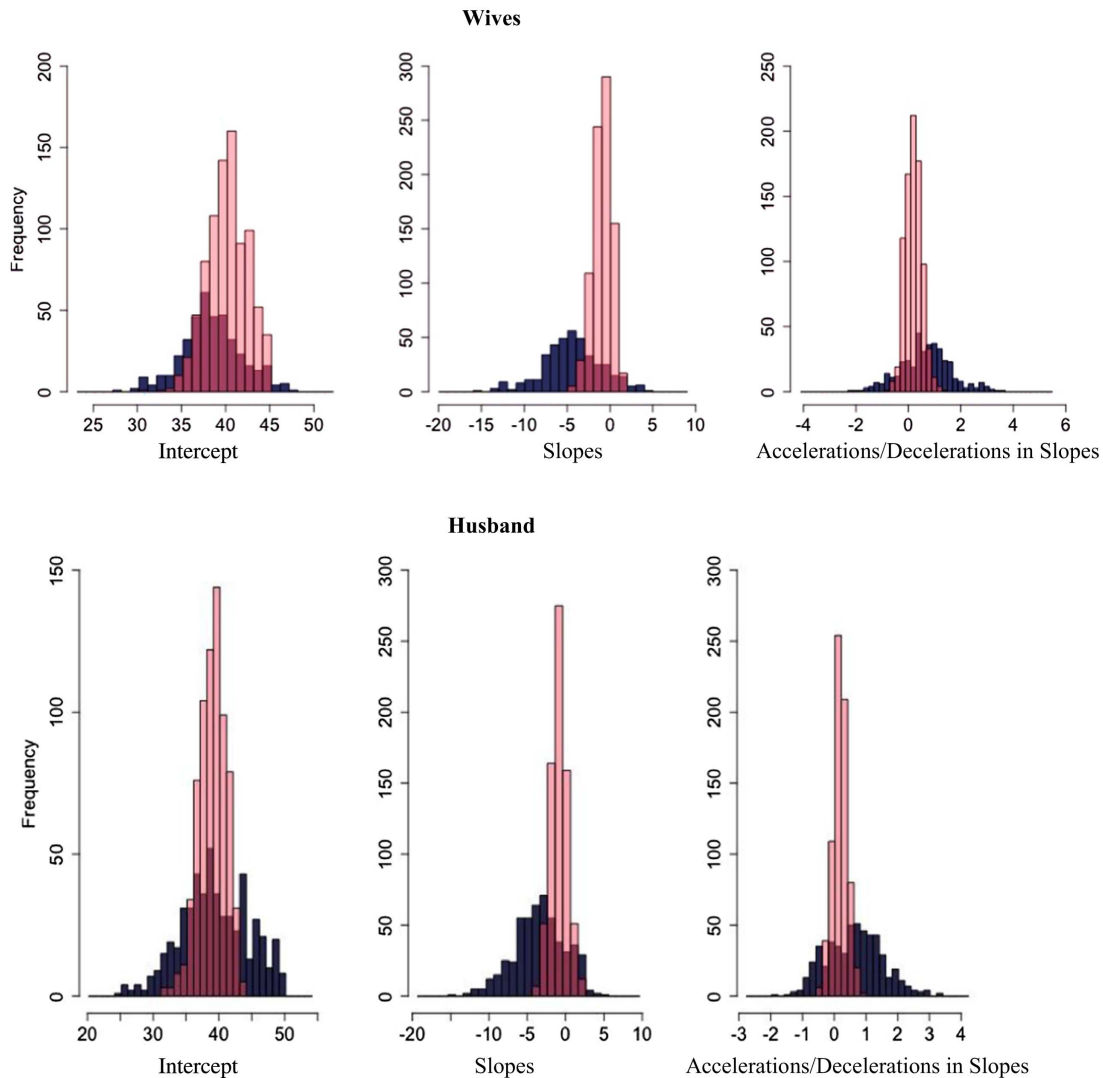 Wives
Frequency
0 50 100 150 200
25 30 35 40 45 50
Intercept
0 50 100 150 200 250 300
-20 -15 -10 -5 0 5 10
Slopes
0 50 100 150 200 250
-4 -2 0 2 4 6
Accelerations/Decelerations in Slopes
Husband
Frequency
0 50 100 150
20 30 40 50
Intercept
0 50 100 150 200 250 300
-20 -10 -5 0 5 10
Slopes
0 50 100 150 200 250 300
-3 -2 -1 0 1 2 3 4
Accelerations/Decelerations in Slopes